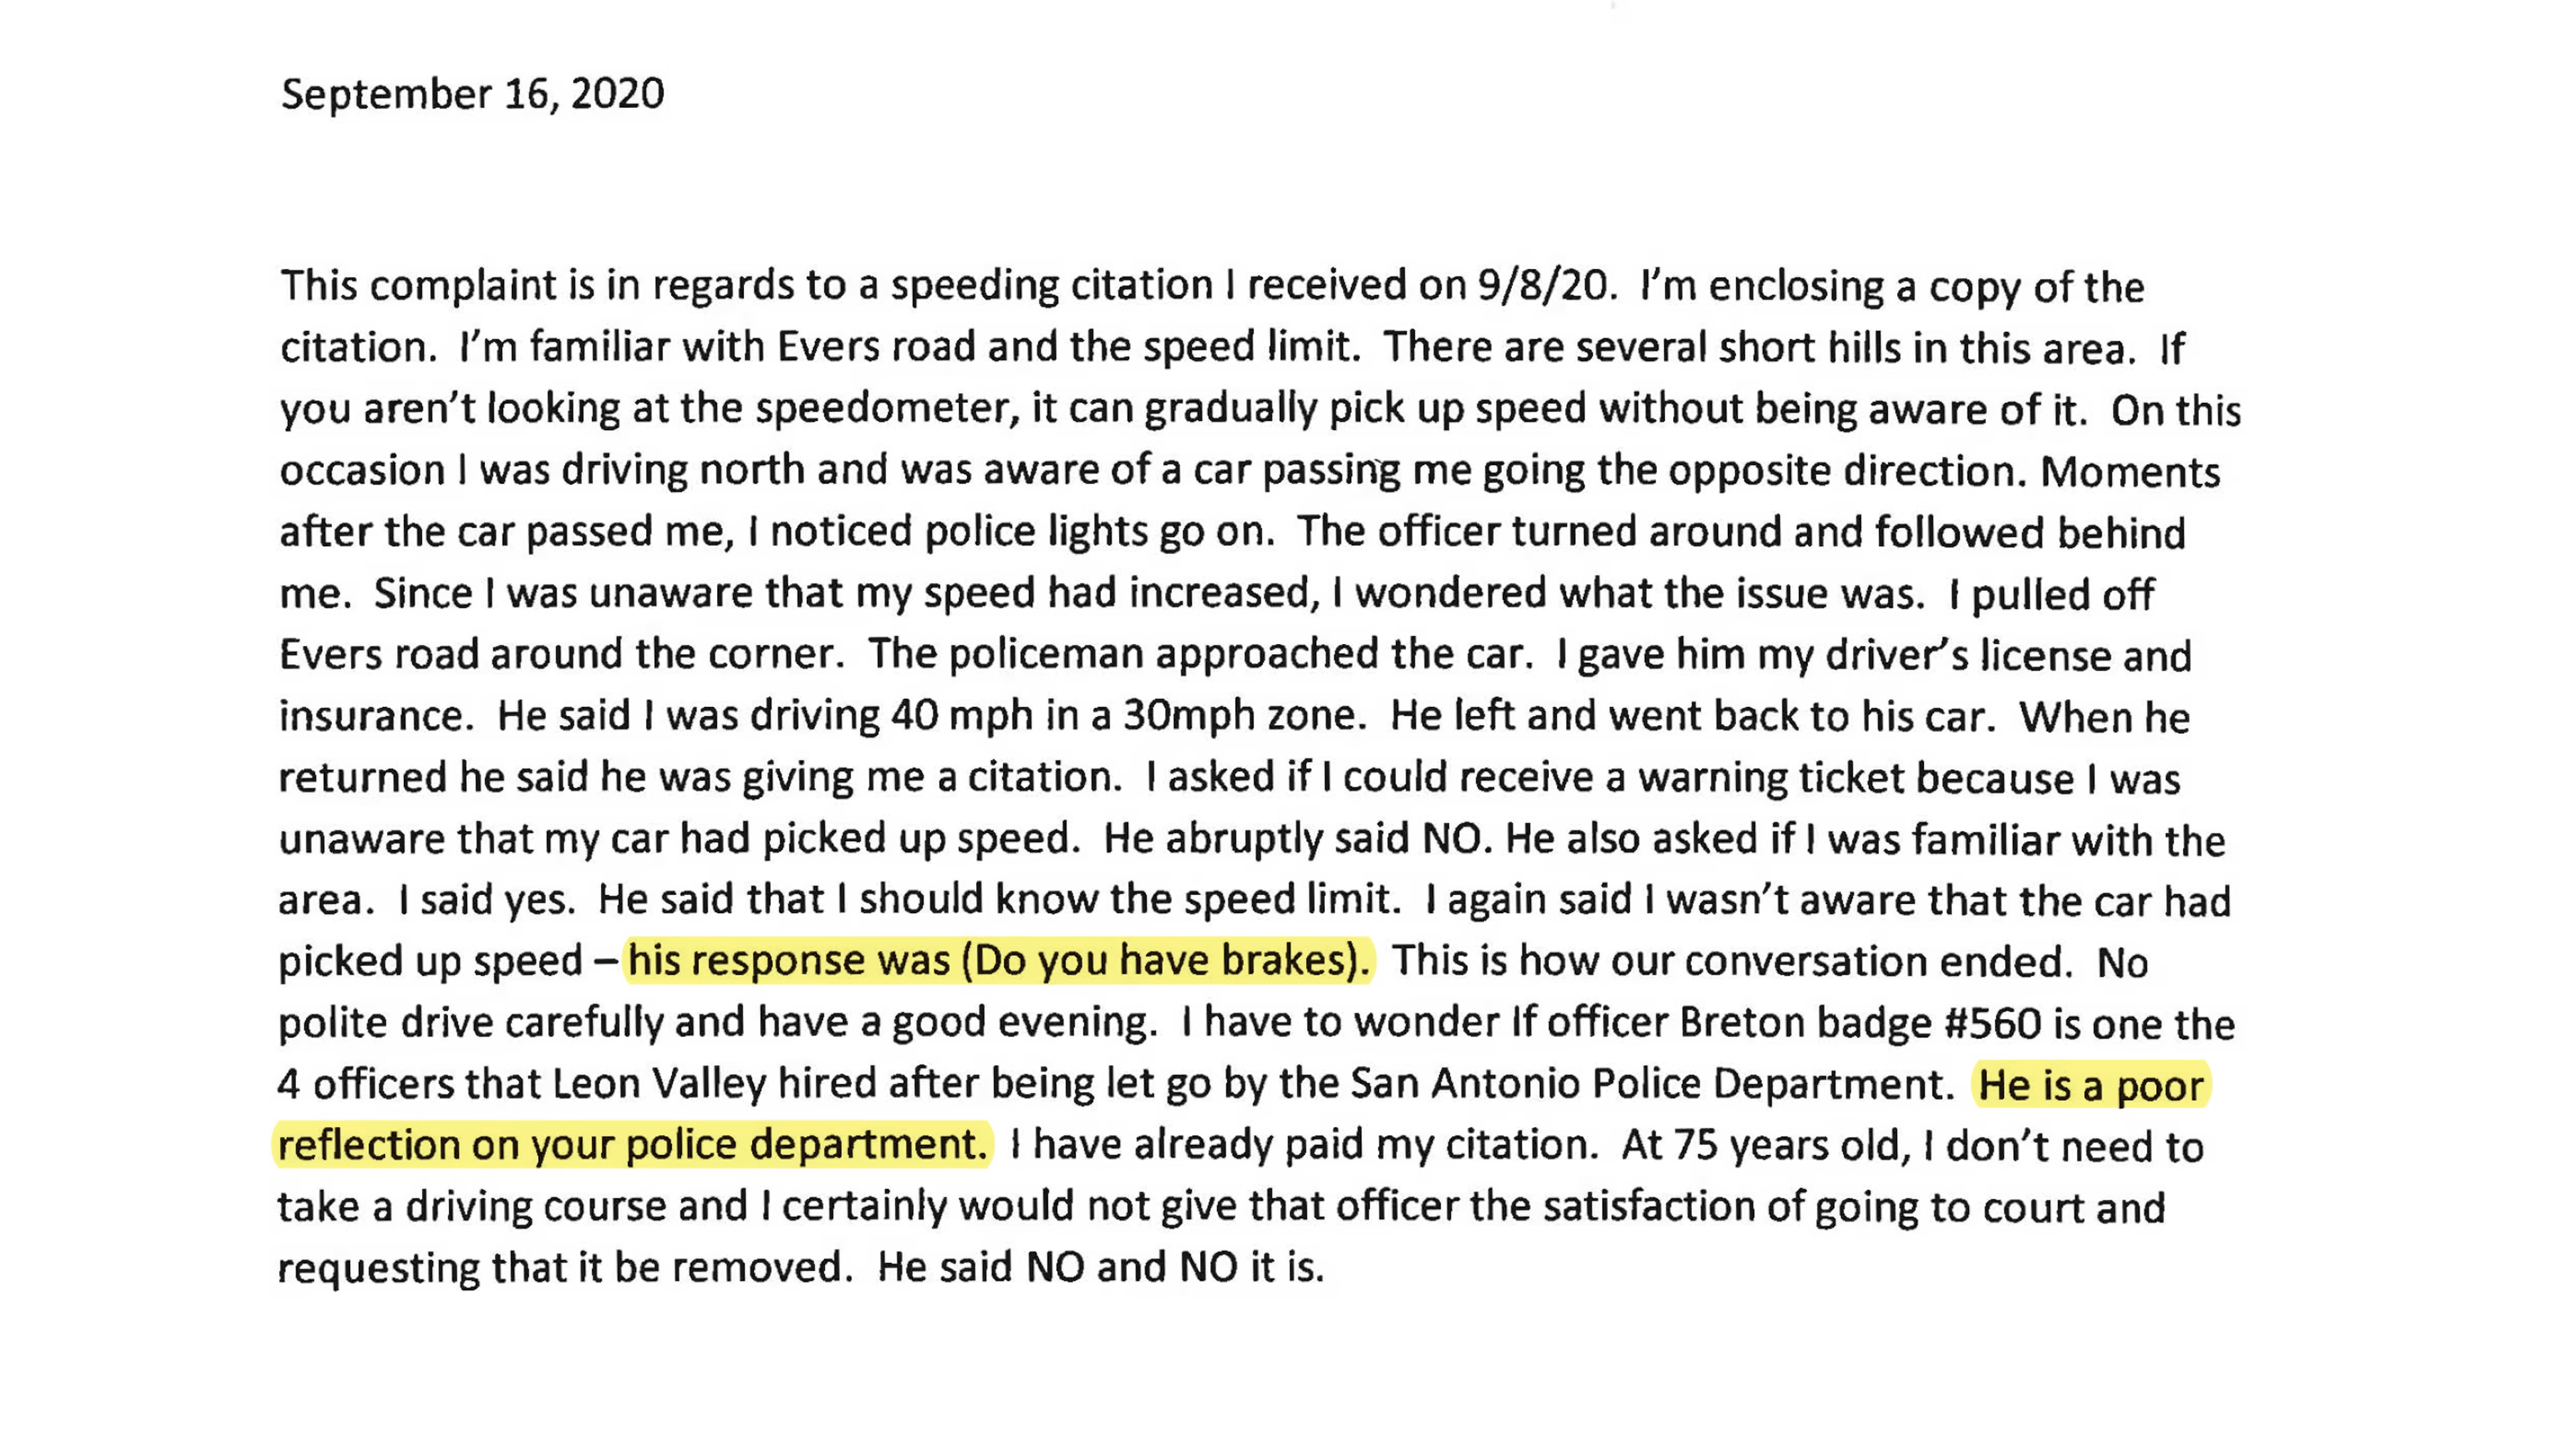 September 16, 2020
This complaint is in regards to a speeding citation I received on 9/8/20.  I'm enclosing a copy of the
citation.  I'm familiar with Evers road and the speed limit.  There are several short hills in this area.  If
you aren't looking at the speedometer, it can gradually pick up speed without being aware of it.  On this
occasion I was driving north and was aware of a car passing me going the opposite direction. Moments
after the car passed me, I noticed police lights go on.  The officer turned around and followed behind
me.  Since I was unaware that my speed had increased, I wondered what the issue was.  I pulled off
Evers road around the corner.  The policeman approached the car.  I gave him my driver's license and
insurance.  He said I was driving 40 mph in a 30mph zone.  He left and went back to his car.  When he
returned he said he was giving me a citation.  I asked if I could receive a warning ticket because I was
unaware that my car had picked up speed.  He abruptly said NO. He also asked if I was familiar with the
area.  I said yes.  He said that I should know the speed limit.  I again said I wasn't aware that the car had
picked up speed – his response was (Do you have brakes).  This is how our conversation ended.  No
polite drive carefully and have a good evening.  I have to wonder If officer Breton badge #560 is one the
4 officers that Leon Valley hired after being let go by the San Antonio Police Department.  He is a poor
reflection on your police department.  I have already paid my citation.  At 75 years old, I don't need to
take a driving course and I certainly would not give that officer the satisfaction of going to court and
requesting that it be removed.  He said NO and NO it is.